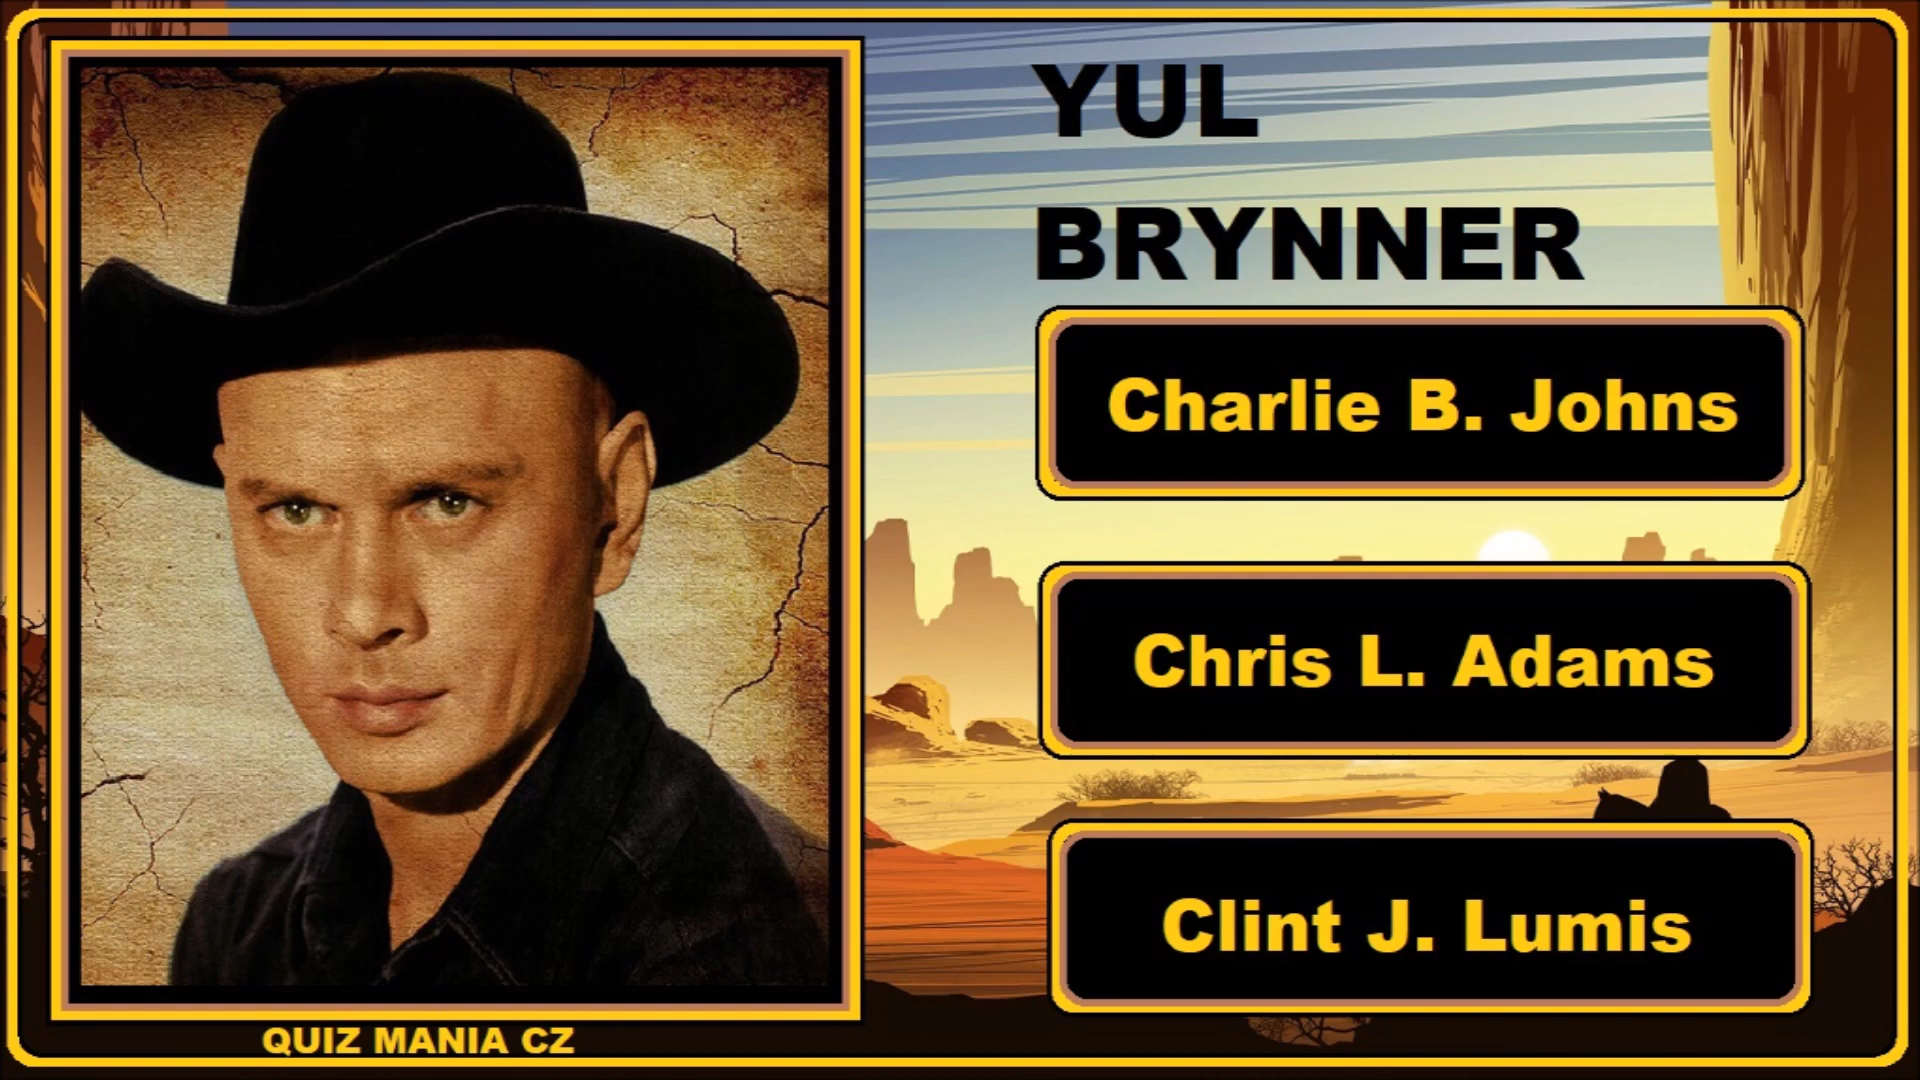 YUL
BRYNNER
Charlie B. Johns
Chris L. Adams
Clint J. Lumis
QUIZ MANIA CZ